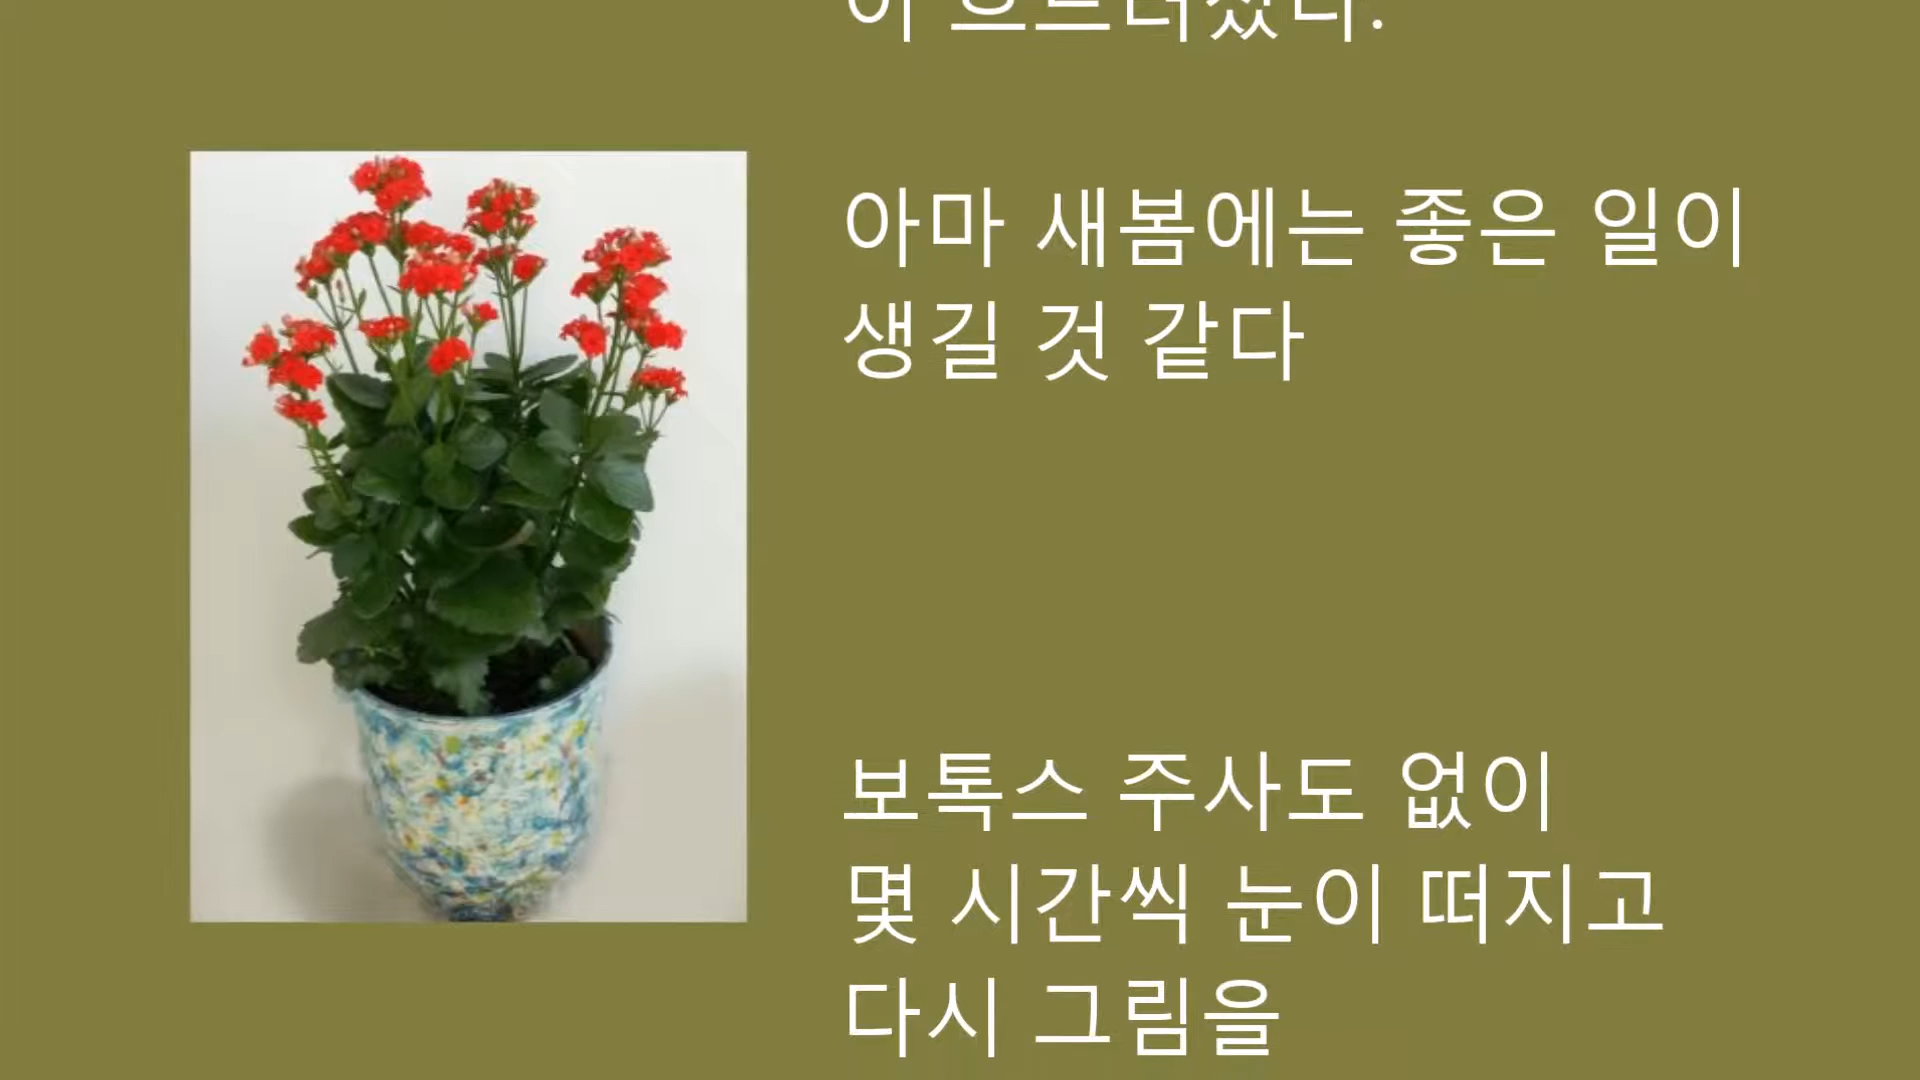 아마 새봄에는 좋은 일이
생길 것 같다
보톡스 주사도 없이
몇 시간씩 눈이 떠지고
다시 그림을